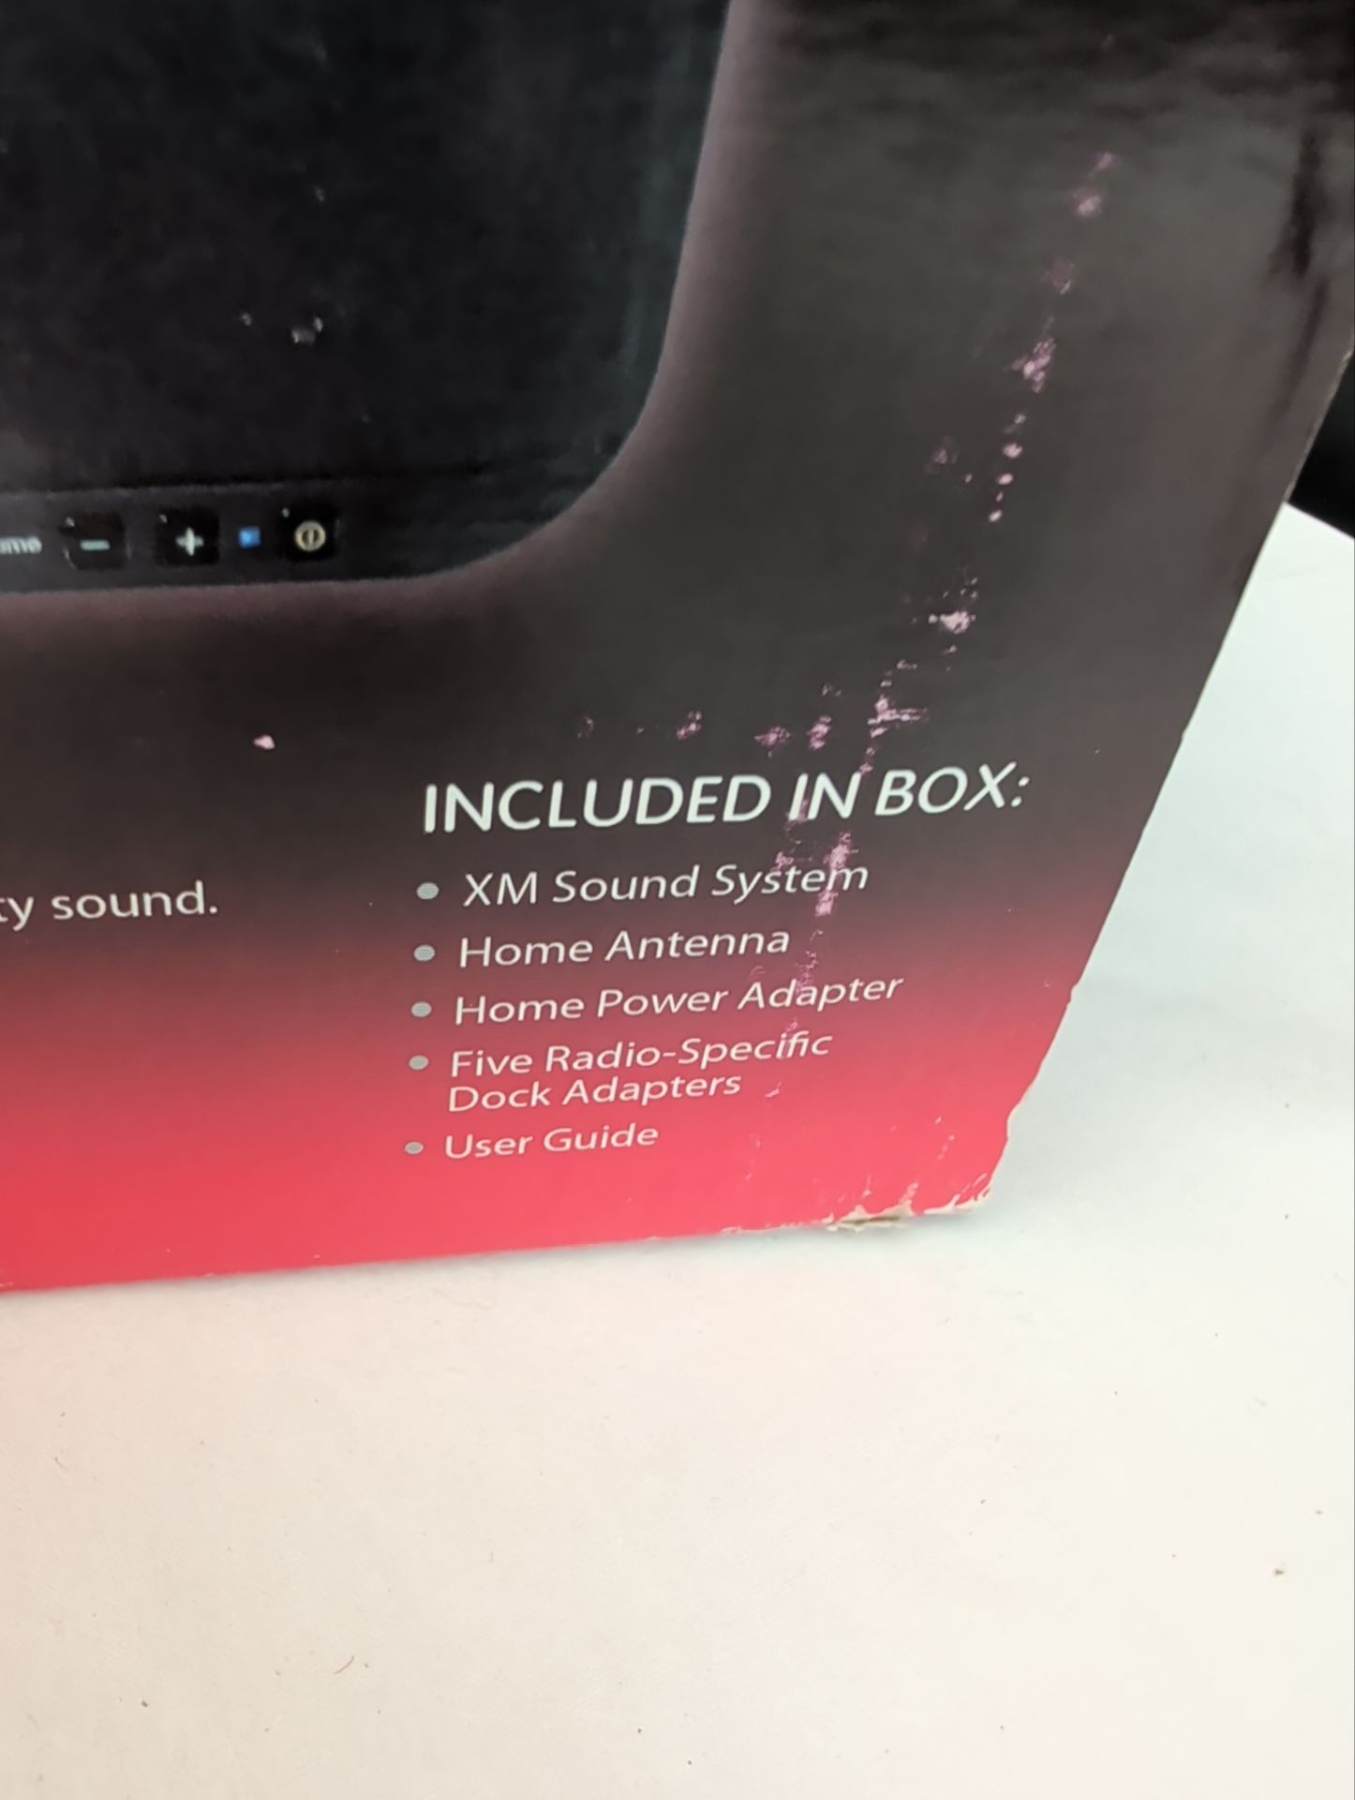 INCLUDED IN BOX:
XM Sound System
sound.
Home Antenna
Home Power Adapter
Five Radio-Specific
Dock Adapters
User Guide